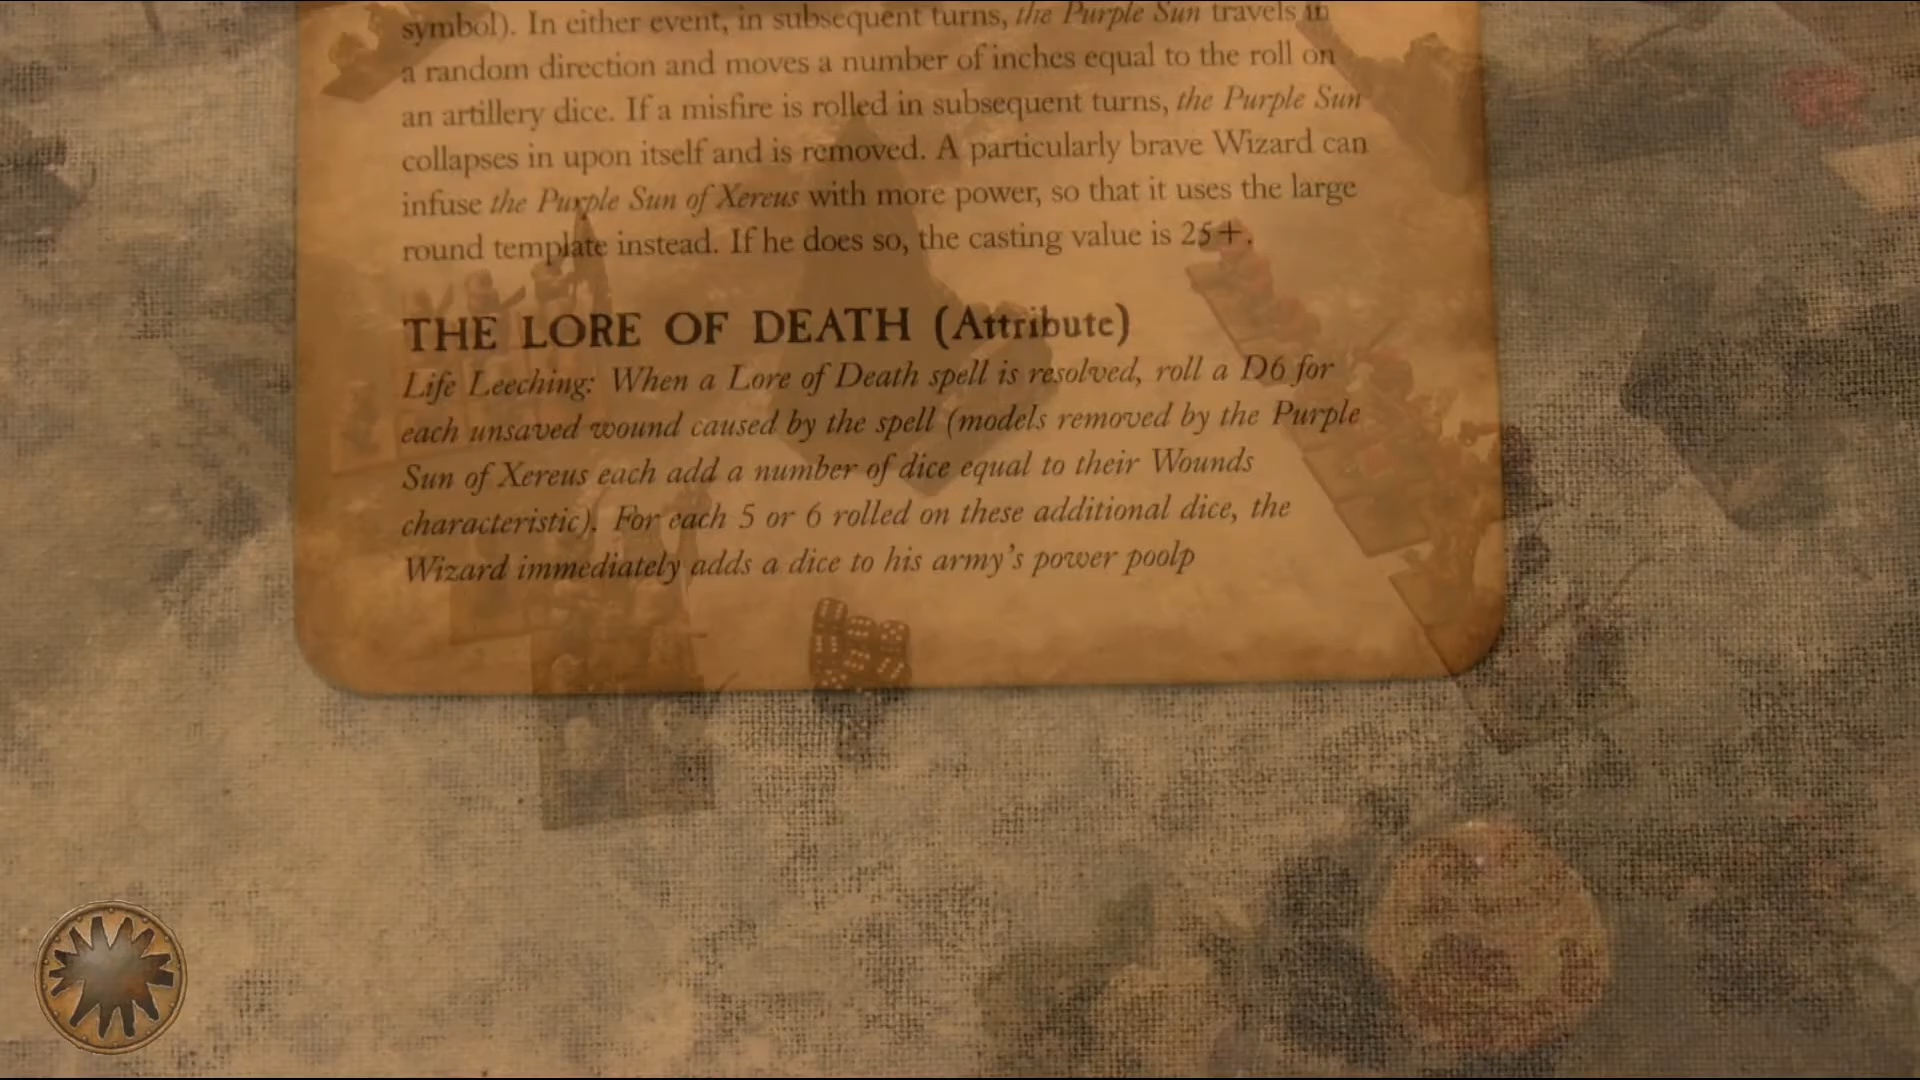 symbol). In either event, in subsequent turns, the Purple Sun travels in
a random direction and moves a number of inches equal to the roll on
an artillery dice. If a misfire is rolled in subsequent turns, the Purple Sun
collapses in upon itself and is removed. A particularly brave Wizard can
infuse the Purple Sun of Xereus with more power, so that it uses the large
round template instead. If he does so, the casting value is 25+.
THE LORE OF DEATH (Attribute)
Life Leeching: When a Lore of Death spell is resolved, roll a D6 for
each unsaved wound caused by the spell (models removed by the Purple
Sun of Xereus each add a number of dice equal to their Wounds
characteristic). For each 5 or 6 rolled on these additional dice, the
Wizard immediately adds a dice to his army's power poolp